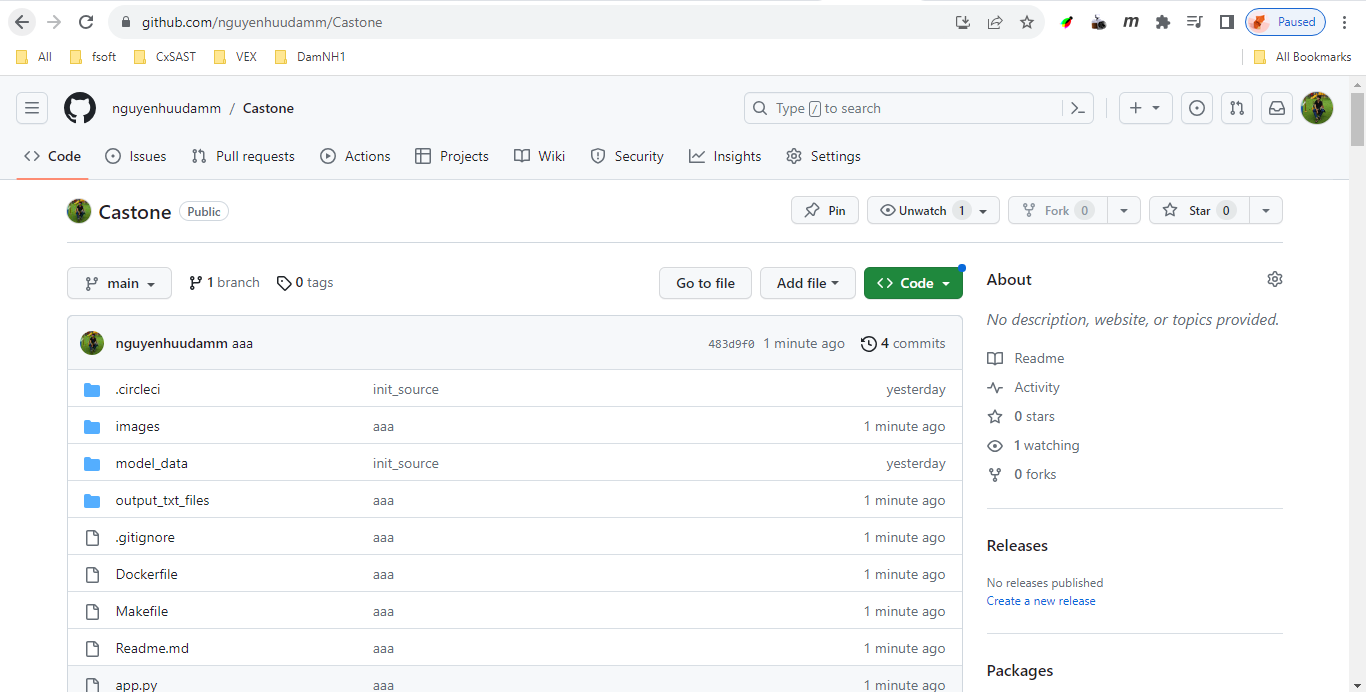 github.com/nguyenhuudamm/Castone
m
Paused
All fsoft CxSAST VEX DamNH1 All Bookmarks
nguyenhuudamm / Castone Type / to search
<> Code Issues Pull requests Actions Projects Wiki Security Insights Settings
Castone Public Pin Unwatch 1 Fork 0 Star 0
main 1 branch 0 tags Go to file Add file <> Code
About
No description, website, or topics provided.
nguyenhuudamm aaa 483d9f0 1 minute ago 4 commits
.circleci init_source yesterday
images aaa 1 minute ago
model_data init_source yesterday
output_txt_files aaa 1 minute ago
.gitignore aaa 1 minute ago
Dockerfile aaa 1 minute ago
Makefile aaa 1 minute ago
Readme.md aaa 1 minute ago
app.py aaa 1 minute ago
Readme
Activity
0 stars
1 watching
0 forks
Releases
No releases published
Create a new release
Packages